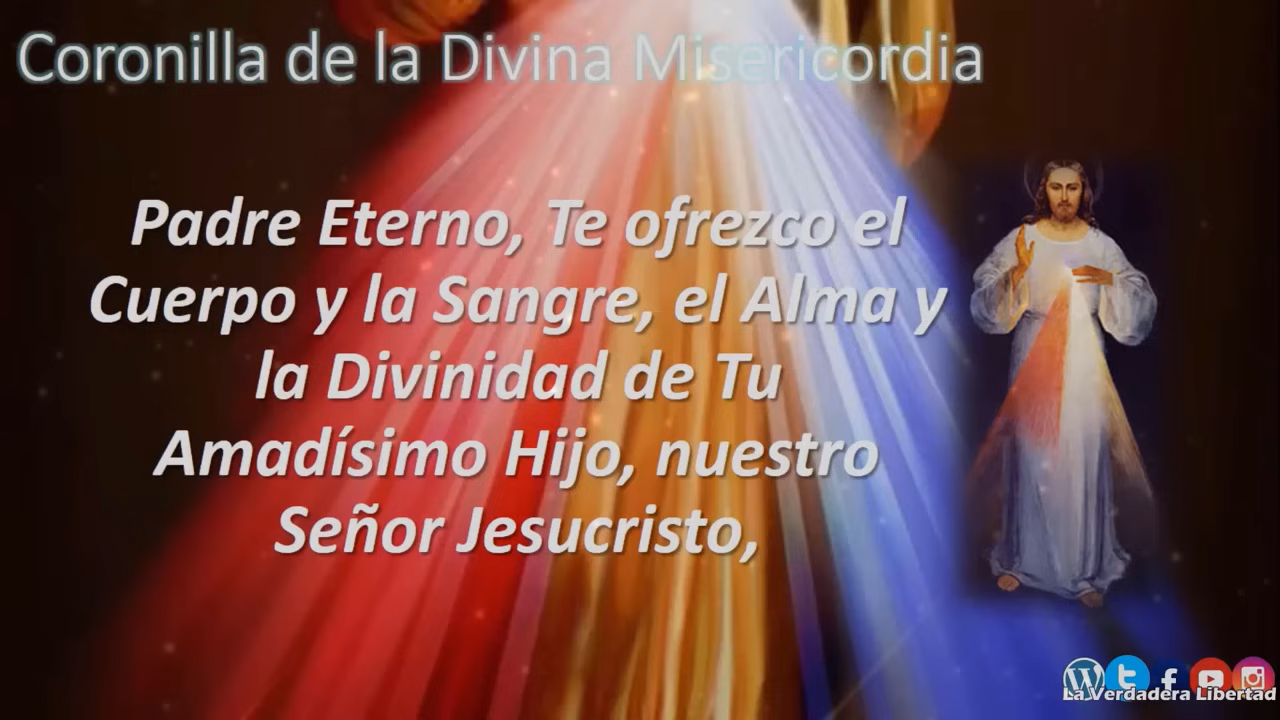 Coronilla de la Divina Misericordia
Padre Eterno, Te ofrezco el
Cuerpo y la Sangre, el Alma y
la Divinidad de Tu
Amadísimo Hijo, nuestro
Señor Jesucristo,
La Verdadera Libertad